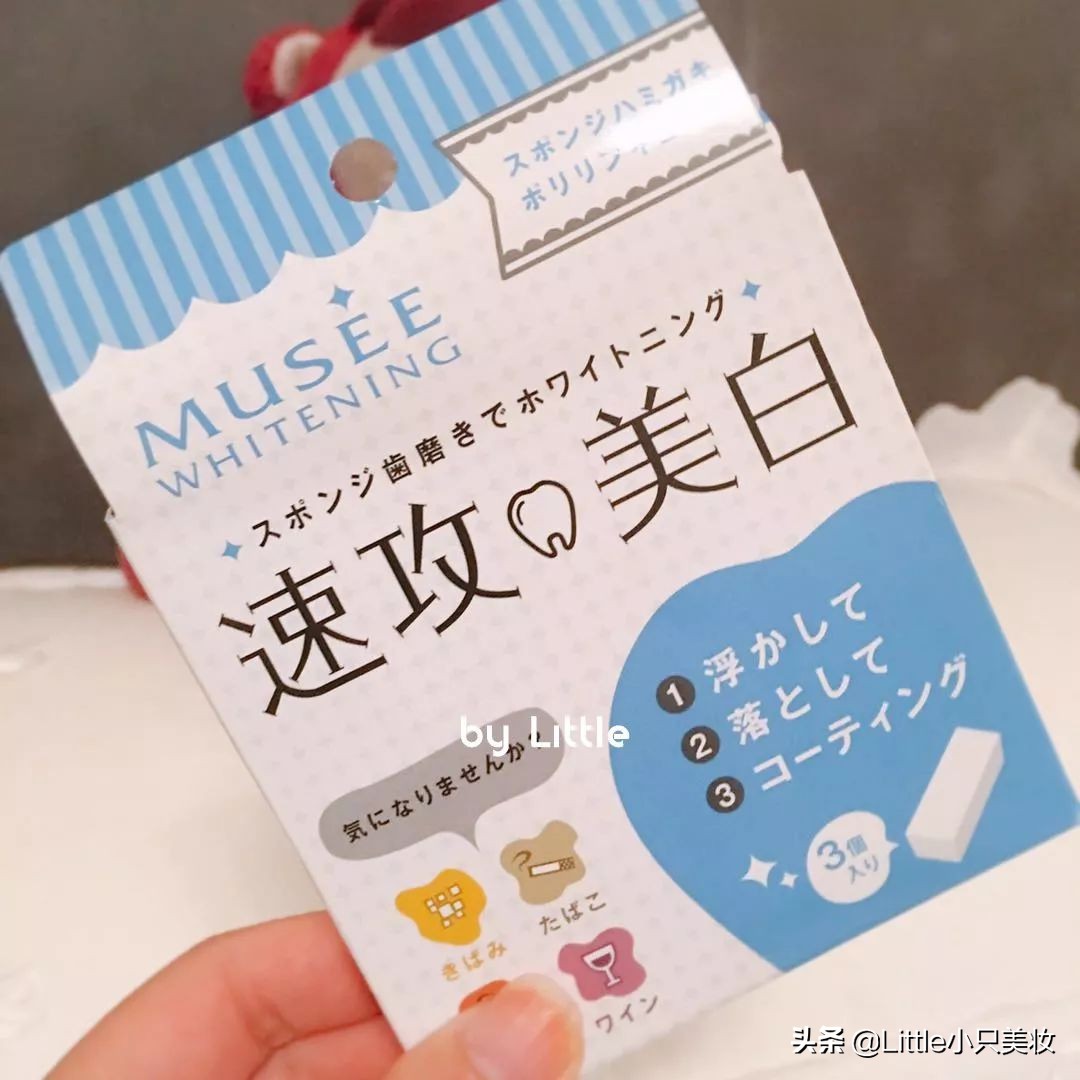 スポンジハミガキ
ポリリン
MUSÉE
WHITENING
スポンジ歯磨きでホワイトニング
速攻美白
1 浮かして
2 落として
3 コーティング
3個
入り
by Little
気になりませんか?
たばこ
きばみ
ワイン
头条 @Little小只美妆